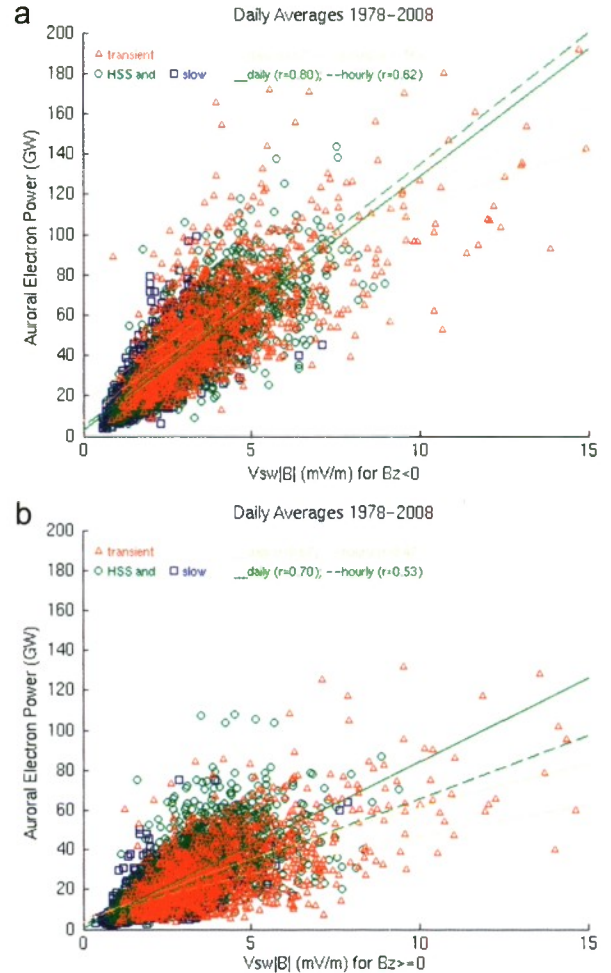 a
Daily Averages 1978-2008
200
180
160
140
120
100
80
60
40
20
0
Auroral Electron Power (GW)
transient
HSS and slow
__daily (r=0.80); --hourly (r=0.62)
0 5 10 15
Vsw|B| (mV/m) for Bz<0
b
Daily Averages 1978-2008
200
180
160
140
120
100
80
60
40
20
0
Auroral Electron Power (GW)
transient
HSS and slow
__daily (r=0.70); --hourly (r=0.53)
0 5 10 15
Vsw|B| (mV/m) for Bz>=0